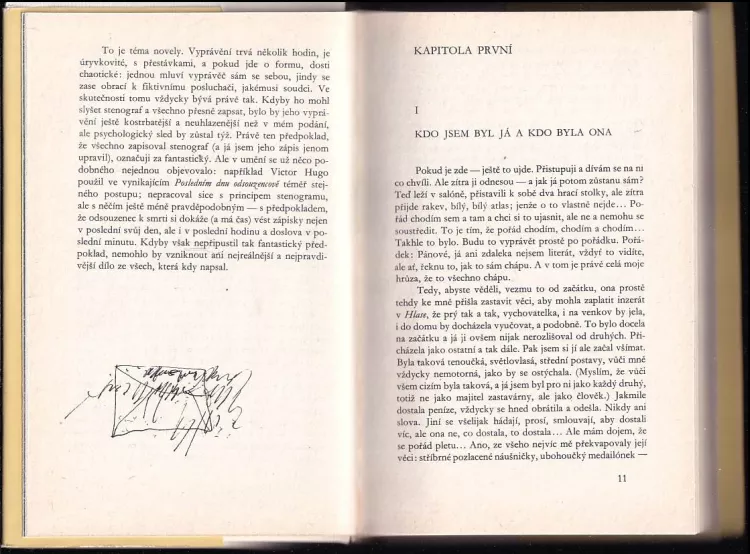 To je téma novely. Vyprávění trvá několik hodin, je
úryvkovité, s přestávkami, a pokud jde o formu, dosti
chaotické: jednou mluví vyprávěč sám se sebou, jindy se
zase obrací k fiktivnímu posluchači, jakémusi soudci. Ve
skutečnosti tomu vždycky bývá právě tak. Kdyby ho mohl
slyšet stenograf a všechno přesně zapsat, bylo by jeho vyprá-
vění ještě kostrbatější a neuhlazenější než v mém podání,
ale psychologický sled by zůstal týž. Právě ten předpoklad,
že všechno zapisoval stenograf (a já jsem jeho zápis jenom
upravil), označuji za fantastický. Ale v umění se už něco po-
dobného nejednou objevovalo: například Victor Hugo
použil ve vynikajícím Posledním dnu odsouzencově téměř stej-
ného postupu; nepracoval sice s principem stenogramu,
ale s něčím ještě méně pravděpodobným — s předpokladem,
že odsouzenec k smrti si dokáže (a má čas) vést zápisky nejen
v poslední svůj den, ale i v poslední hodinu a doslova v po-
slední minutu. Kdyby však nepřipustil tak fantastický před-
poklad, nemohlo by vzniknout ani nejreálnější a nejpravdi-
vější dílo ze všech, která kdy napsal.
KAPITOLA PRVNÍ
I
KDO JSEM BYL JÁ A KDO BYLA ONA
Pokud je zde — ještě to ujde. Přistupuji a dívám se na ni
co chvíli. Ale zítra ji odnesou — a jak já potom zůstanu sám?
Teď leží v salóně, přistavili k sobě dva hrací stolky, ale zítra
přijde rakev, bílý, bílý atlas; jenže o to vlastně nejde... Po-
řád chodím sem a tam a chci si to ujasnit, ale ne a nemohu se
soustředit. To je tím, že pořád chodím, chodím a chodím...
Takhle to bylo. Budu to vyprávět prostě po pořádku. Pořá-
dek: Pánové, já ani zdaleka nejsem literát, vždyť to vidíte,
ale ať, řeknu to, jak to sám chápu. A v tom je právě celá moje
hrůza, že to všechno chápu.
Tedy, abyste věděli, vezmu to od začátku, ona prostě
tehdy ke mně přišla zastavit věci, aby mohla zaplatit inzerát
v Hlase, že prý tak a tak, vychovatelka, i na venkov by jela,
i do domu by docházela vyučovat, a podobně. To bylo docela
na začátku a já ji ovšem nijak nerozlišoval od druhých. Při-
cházela jako ostatní a tak dále. Pak jsem si jí ale začal všímat.
Byla taková tenoučká, světlovlasá, střední postavy, vůči mně
vždycky nemotorná, jako by se ostýchala. (Myslím, že vůči
všem cizím byla taková, a já jsem byl pro ni jako každý druhý,
totiž ne jako majitel zastavárny, ale jako člověk.) Jakmile
dostala peníze, vždycky se hned obrátila a odešla. Nikdy ani
slova. Jiní se všelijak hádají, prosí, smlouvají, aby dostali
víc, ale ona ne, co dostala, to dostala... Ale mám dojem, že
se pořád pletu... Ano, ze všeho nejvíc mě překvapovaly její
věci: stříbrné pozlacené náušničky, ubohoučký medailónek —
11